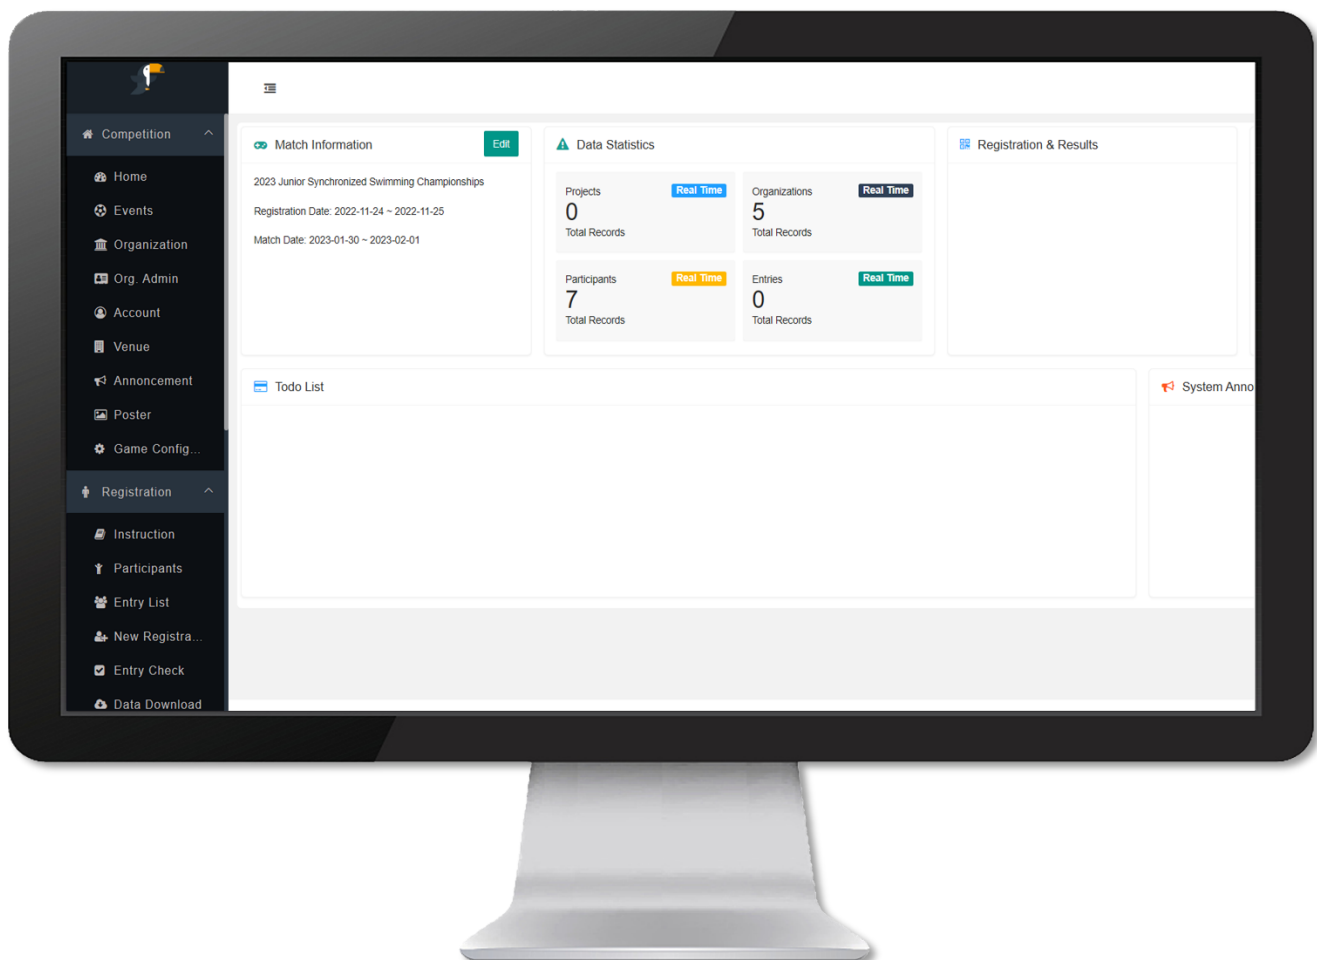 Competition
Home
Events
Organization
Org. Admin
Account
Venue
Annoncement
Poster
Game Config...
Registration
Instruction
Participants
Entry List
New Registra...
Entry Check
Data Download
Match Information
Edit
2023 Junior Synchronized Swimming Championships
Registration Date: 2022-11-24 ~ 2022-11-25
Match Date: 2023-01-30 ~ 2023-02-01
Data Statistics
Projects
Real Time
0
Total Records
Organizations
Real Time
5
Total Records
Participants
Real Time
7
Total Records
Entries
Real Time
0
Total Records
Registration & Results
Todo List
System Anno